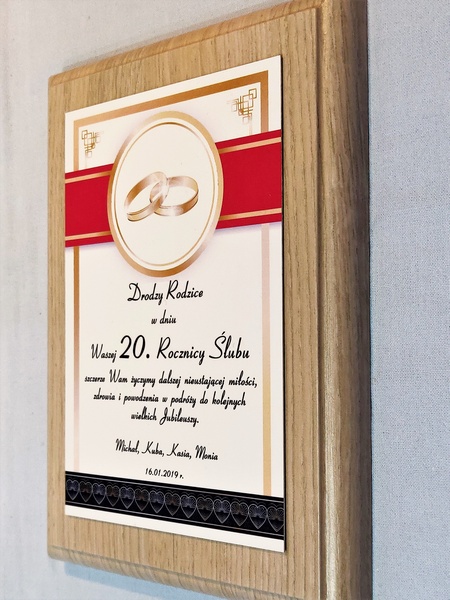 Drodzy Rodzice
w dniu
Waszej 20. Rocznicy Ślubu
szczerze Wam życzymy dalszej nieustającej miłości,
zdrowia i powodzenia w podróży do kolejnych
wielkich Jubileuszy.
Michał, Kuba, Kasia, Monia
16.01.2019 r.